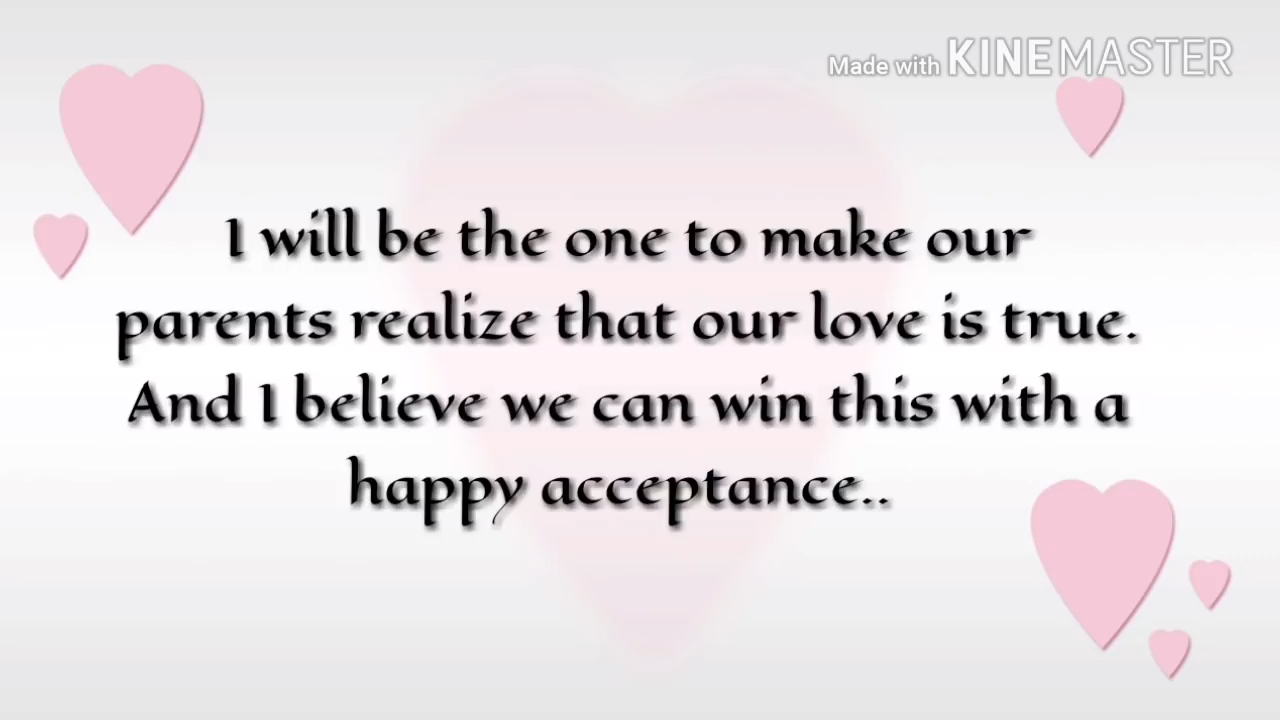 Made with KINEMASTER
I will be the one to make our
parents realize that our love is true.
And I believe we can win this with a
happy acceptance..